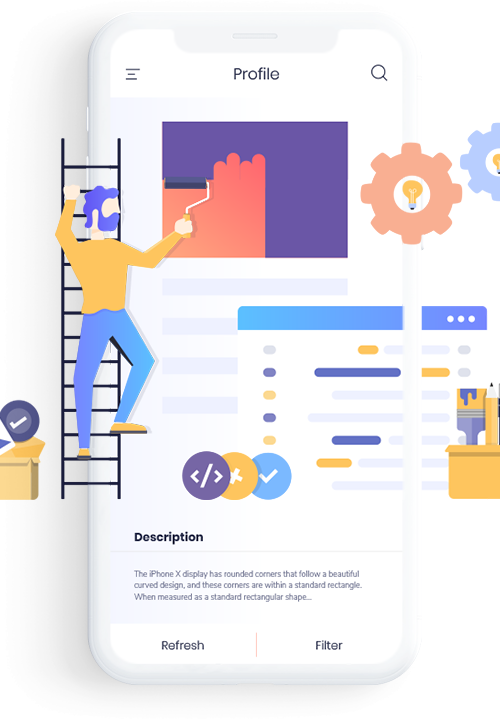 Profile
</>
Description
The iPhone X display has rounded corners that follow a beautiful
curved design, and these corners are within a standard rectangle.
When measured as a standard rectangular shape...
Refresh
Filter